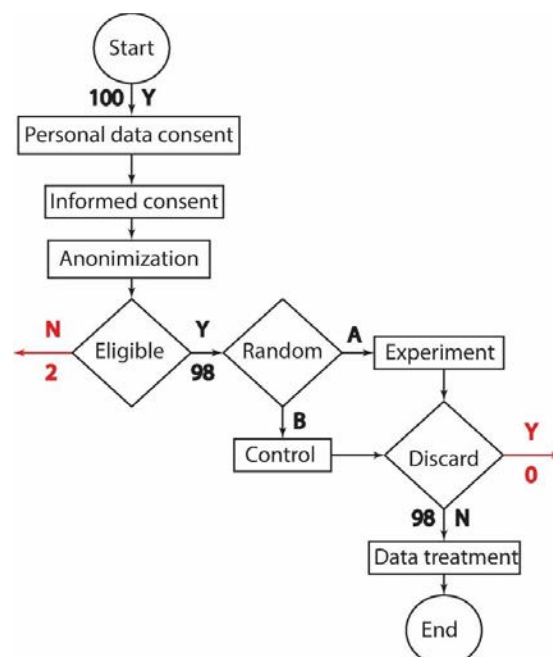 Start
100 Y
Personal data consent
Informed consent
Anonimization
N
2
Eligible
Y
98
Random
A
Experiment
B
Control
Discard
Y
0
98 N
Data treatment
End